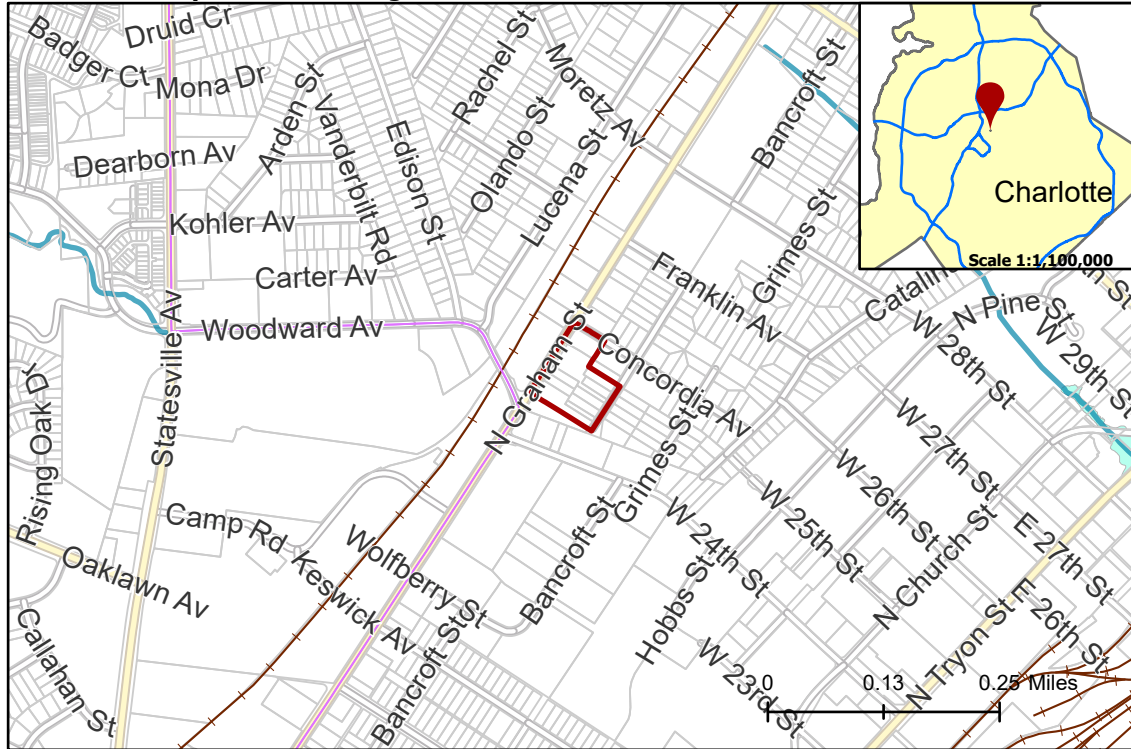 Druid Cr
Badger Ct
Mona Dr
Arden St
Vanderbilt Rd
Edison St
Rachel St
Orlando St
Moretz Av
Lucena St
Bancroft St
Dearborn Av
Kohler Av
Carter Av
Woodward Av
Statesville Av
Grimes St
Franklin Av
Catalina
Charlotte
Scale 1:1,100,000
th St
N Pine St
W 28th St
W 29th St
N Graham St
Concordia Av
Grimes St
W 27th St
W 26th St
W 25th St
W 24th St
Rising Oak Dr
Camp Rd
Oaklawn Av
Keswick Av
Wolfberry St
Bancroft St
Bancroft St
Hobbs St
N Church St
E 27th St
E 26th St
N Tryon St
W 23rd St
Callahan St
0
0.13
0.25 Miles